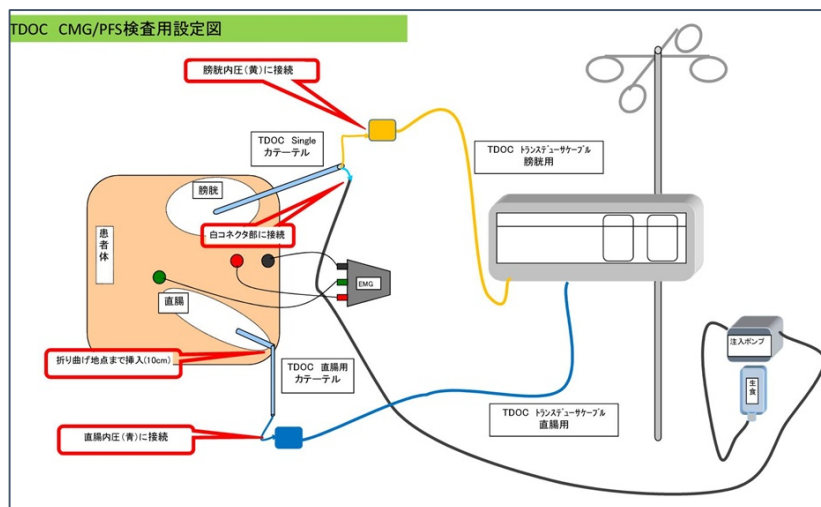 TDOC CMG/PFS検査用設定図
膀胱内圧(黄)に接続
TDOC Single
カテーテル
TDOC トランスデューサケーブル
膀胱用
膀胱
患者体
白コネクタ部に接続
EMG
直腸
注入ポンプ
折り曲げ地点まで挿入(10cm)
TDOC 直腸用
カテーテル
生食
TDOC トランスデューサケーブル
直腸用
直腸内圧(青)に接続